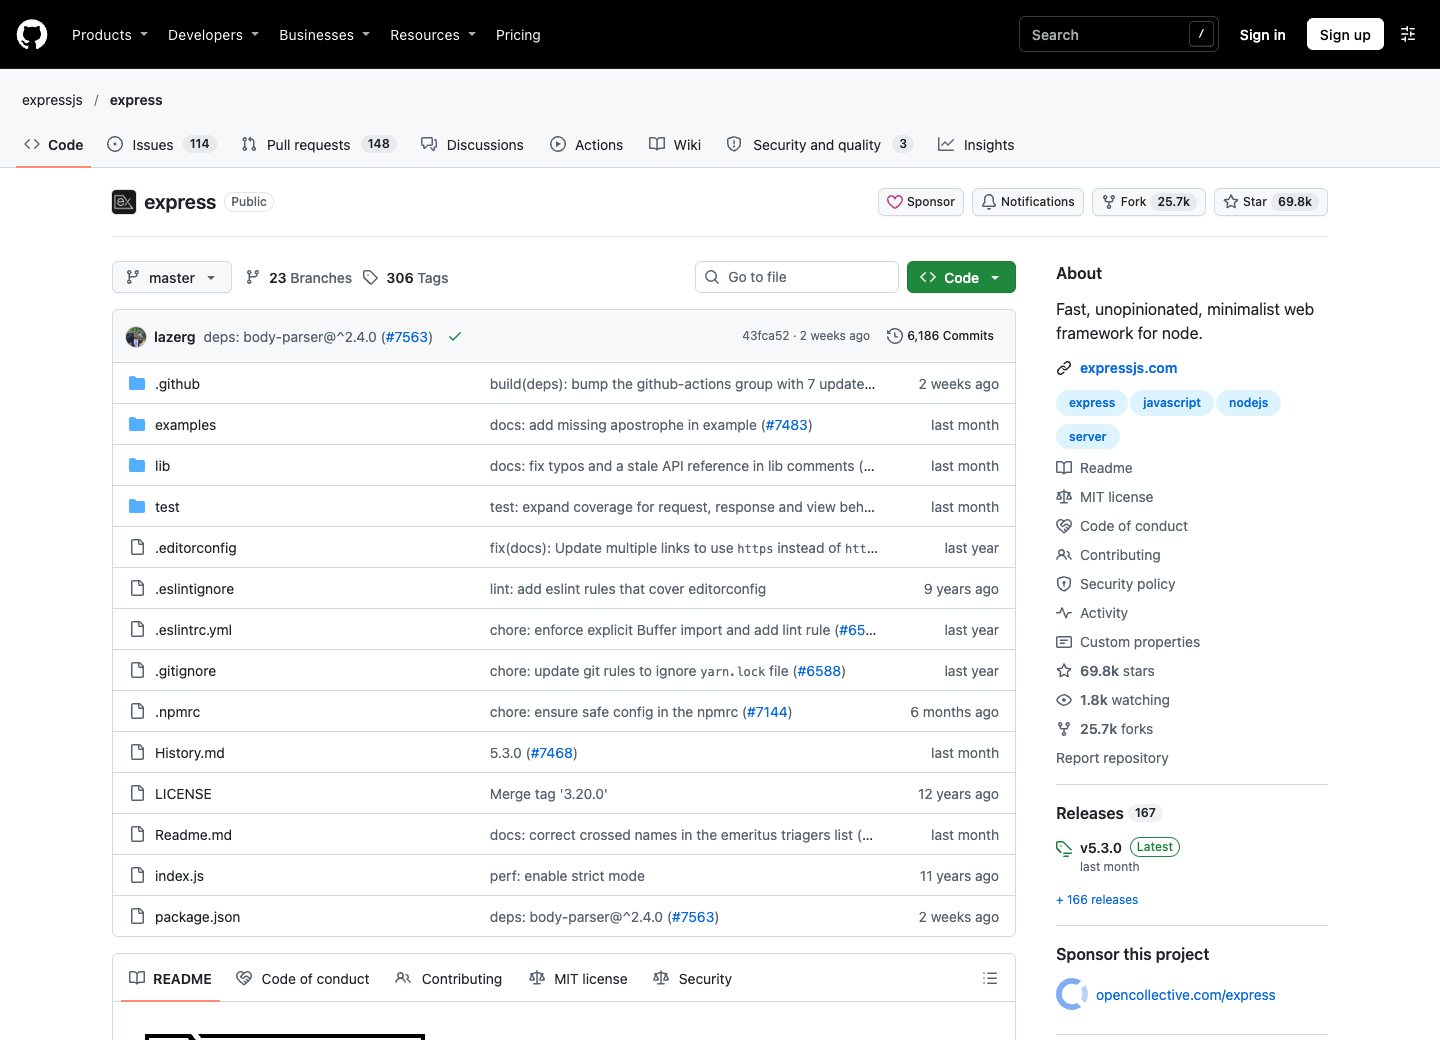 Products Developers Businesses Resources Pricing Search / Sign in Sign up
expressjs / express
Code Issues 114 Pull requests 148 Discussions Actions Wiki Security and quality 3 Insights
ex express Public Sponsor Notifications Fork 25.7k Star 69.8k
master 23 Branches 306 Tags Go to file Code
lazerg deps: body-parser@^2.4.0 (#7563) 43fca52 · 2 weeks ago 6,186 Commits
.github build(deps): bump the github-actions group with 7 update… 2 weeks ago
examples docs: add missing apostrophe in example (#7483) last month
lib docs: fix typos and a stale API reference in lib comments (… last month
test test: expand coverage for request, response and view beh… last month
.editorconfig fix(docs): Update multiple links to use https instead of htt… last year
.eslintignore lint: add eslint rules that cover editorconfig 9 years ago
.eslintrc.yml chore: enforce explicit Buffer import and add lint rule (#65… last year
.gitignore chore: update git rules to ignore yarn.lock file (#6588) last year
.npmrc chore: ensure safe config in the npmrc (#7144) 6 months ago
History.md 5.3.0 (#7468) last month
LICENSE Merge tag '3.20.0' 12 years ago
Readme.md docs: correct crossed names in the emeritus triagers list (… last month
index.js perf: enable strict mode 11 years ago
package.json deps: body-parser@^2.4.0 (#7563) 2 weeks ago
README Code of conduct Contributing MIT license Security
About
Fast, unopinionated, minimalist web
framework for node.
expressjs.com
express javascript nodejs
server
Readme
MIT license
Code of conduct
Contributing
Security policy
Activity
Custom properties
69.8k stars
1.8k watching
25.7k forks
Report repository
Releases 167
v5.3.0 Latest
last month
+ 166 releases
Sponsor this project
opencollective.com/express